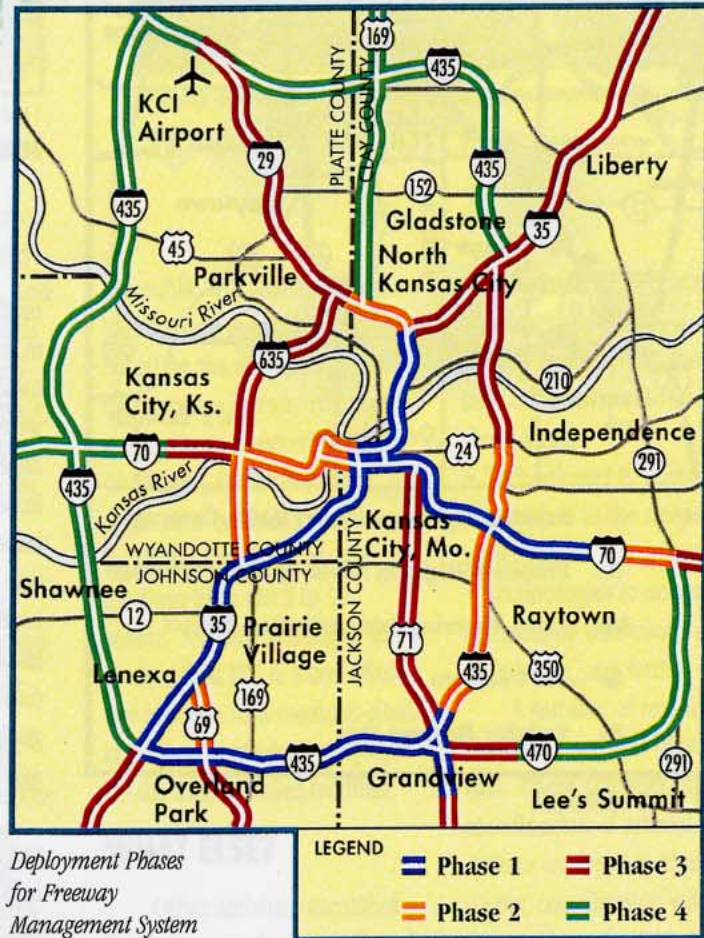 169
435
KCI
Airport
PLATTE COUNTY
CLAY COUNTY
29
Liberty
435
435
152
Gladstone
35
45
North
Kansas City
Parkville
Missouri River
635
Kansas
City, Ks.
210
Independence
70
24
291
435
Kansas River
Kansas
City, Mo.
WYANDOTTE COUNTY
JOHNSON COUNTY
70
Shawnee
JACKSON COUNTY
12
35
Prairie
Village
Raytown
71
Lenexa
169
435
350
69
435
470
291
Overland
Park
Grandview
Lee's Summit
Deployment Phases
for Freeway
Management System
LEGEND
Phase 1
Phase 3
Phase 2
Phase 4